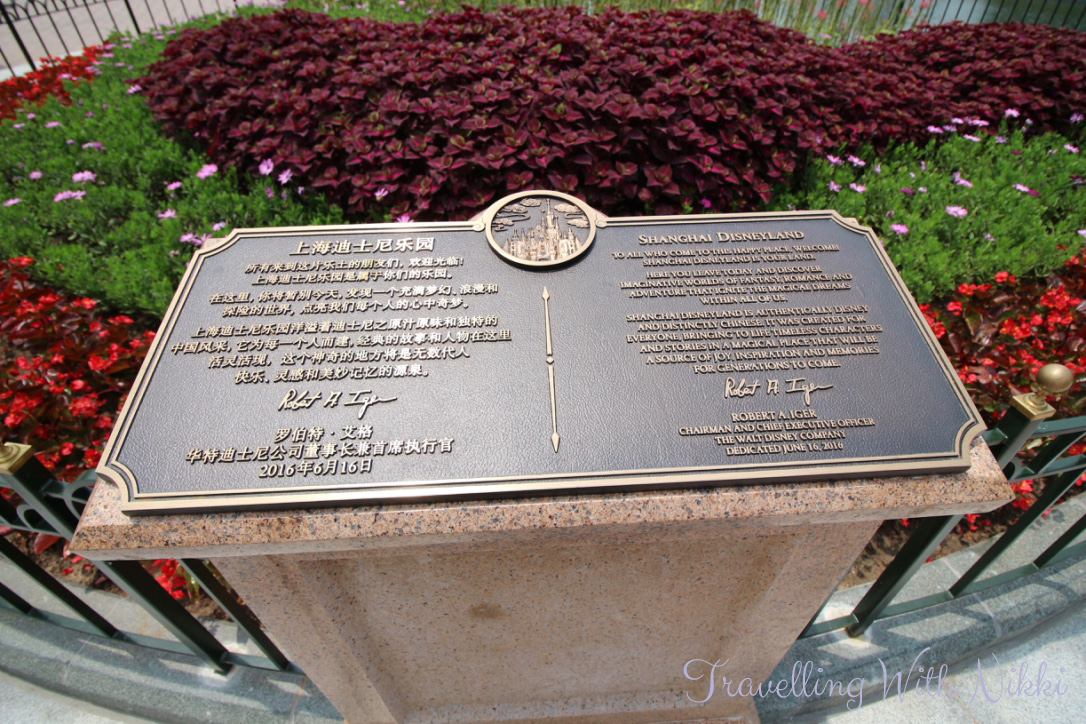 上海迪士尼乐园
所有来到这片乐土的朋友们，欢迎光临！
上海迪士尼乐园是属于你们的乐园。
在这里，你将暂别今天，发现一个充满梦幻、浪漫和
探险的世界，点亮我们每个人的心中奇梦。
上海迪士尼乐园洋溢着迪士尼之原汁原味和独特的
中国风采，它为每一个人而建，经典的故事和人物在这里
活灵活现，这个神奇的地方将是无数代人
快乐、灵感和美妙记忆的源泉。
Robert A. Iger
罗伯特·艾格
华特迪士尼公司董事长兼首席执行官
2016年6月16日
SHANGHAI DISNEYLAND
TO ALL WHO COME TO THIS HAPPY PLACE, WELCOME!
SHANGHAI DISNEYLAND IS YOUR LAND.
HERE YOU LEAVE TODAY AND DISCOVER
IMAGINATIVE WORLDS OF FANTASY, ROMANCE AND
ADVENTURE THAT IGNITE THE MAGICAL DREAMS
WITHIN ALL OF US.
SHANGHAI DISNEYLAND IS AUTHENTICALLY DISNEY
AND DISTINCTLY CHINESE. IT WAS CREATED FOR
EVERYONE, BRINGING TO LIFE TIMELESS CHARACTERS
AND STORIES IN A MAGICAL PLACE THAT WILL BE
A SOURCE OF JOY, INSPIRATION AND MEMORIES
FOR GENERATIONS TO COME.
Robert A. Iger
ROBERT A. IGER
CHAIRMAN AND CHIEF EXECUTIVE OFFICER
THE WALT DISNEY COMPANY
DEDICATED JUNE 16, 2016
Travelling With Nikki